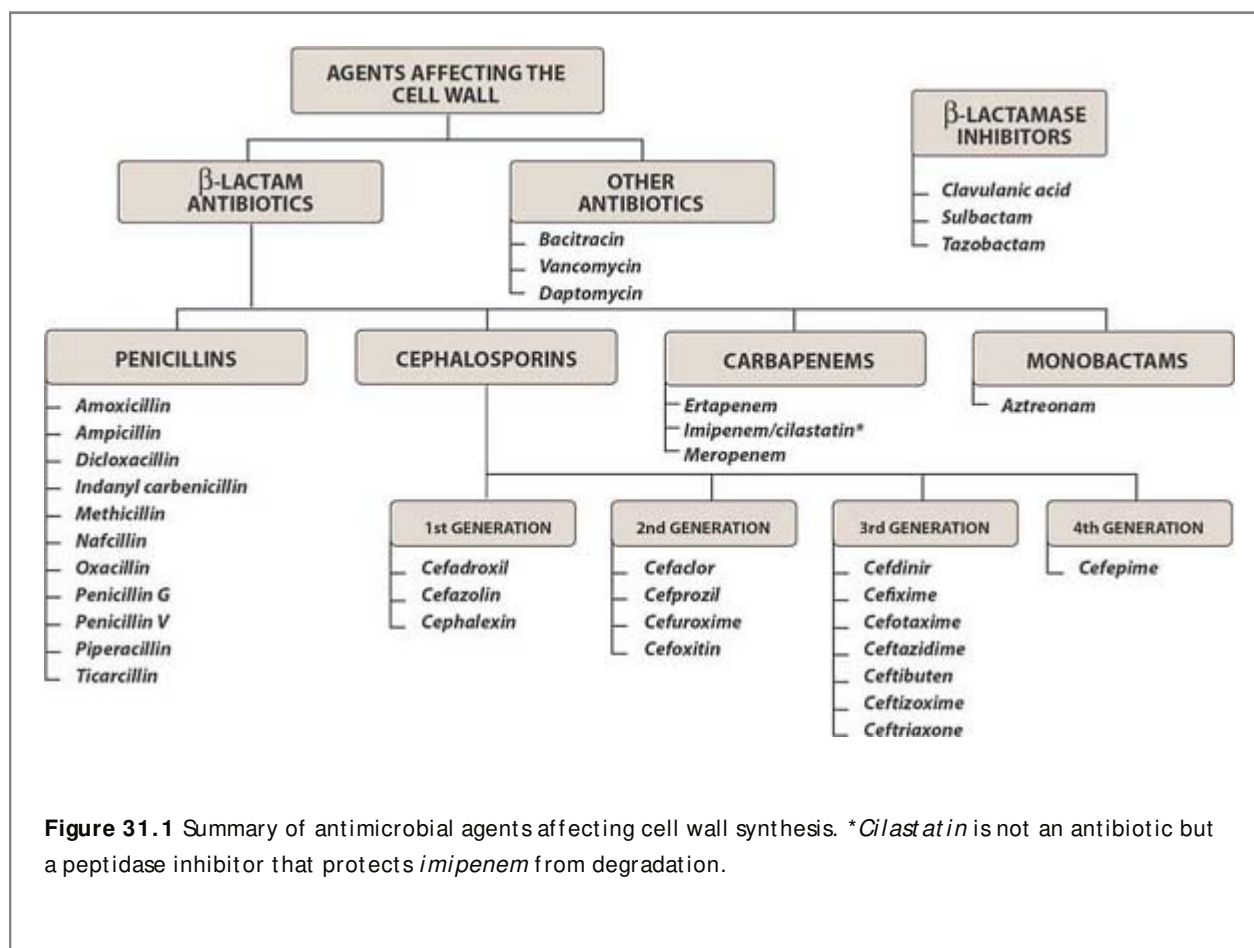 AGENTS AFFECTING THE
CELL WALL
β-LACTAMASE
INHIBITORS
Clavulanic acid
Sulbactam
Tazobactam
β-LACTAM
ANTIBIOTICS
OTHER
ANTIBIOTICS
Bacitracin
Vancomycin
Daptomycin
PENICILLINS
Amoxicillin
Ampicillin
Dicloxacillin
Indanyl carbenicillin
Methicillin
Nafcillin
Oxacillin
Penicillin G
Penicillin V
Piperacillin
Ticarcillin
CEPHALOSPORINS
CARBAPENEMS
Ertapenem
Imipenem/cilastatin*
Meropenem
MONOBACTAMS
Aztreonam
1st GENERATION
Cefadroxil
Cefazolin
Cephalexin
2nd GENERATION
Cefaclor
Cefprozil
Cefuroxime
Cefoxitin
3rd GENERATION
Cefdinir
Cefixime
Cefotaxime
Ceftazidime
Ceftibuten
Ceftizoxime
Ceftriaxone
4th GENERATION
Cefepime
Figure 31.1 Summary of antimicrobial agents affecting cell wall synthesis. *Cilastatin is not an antibiotic but
a peptidase inhibitor that protects imipenem from degradation.